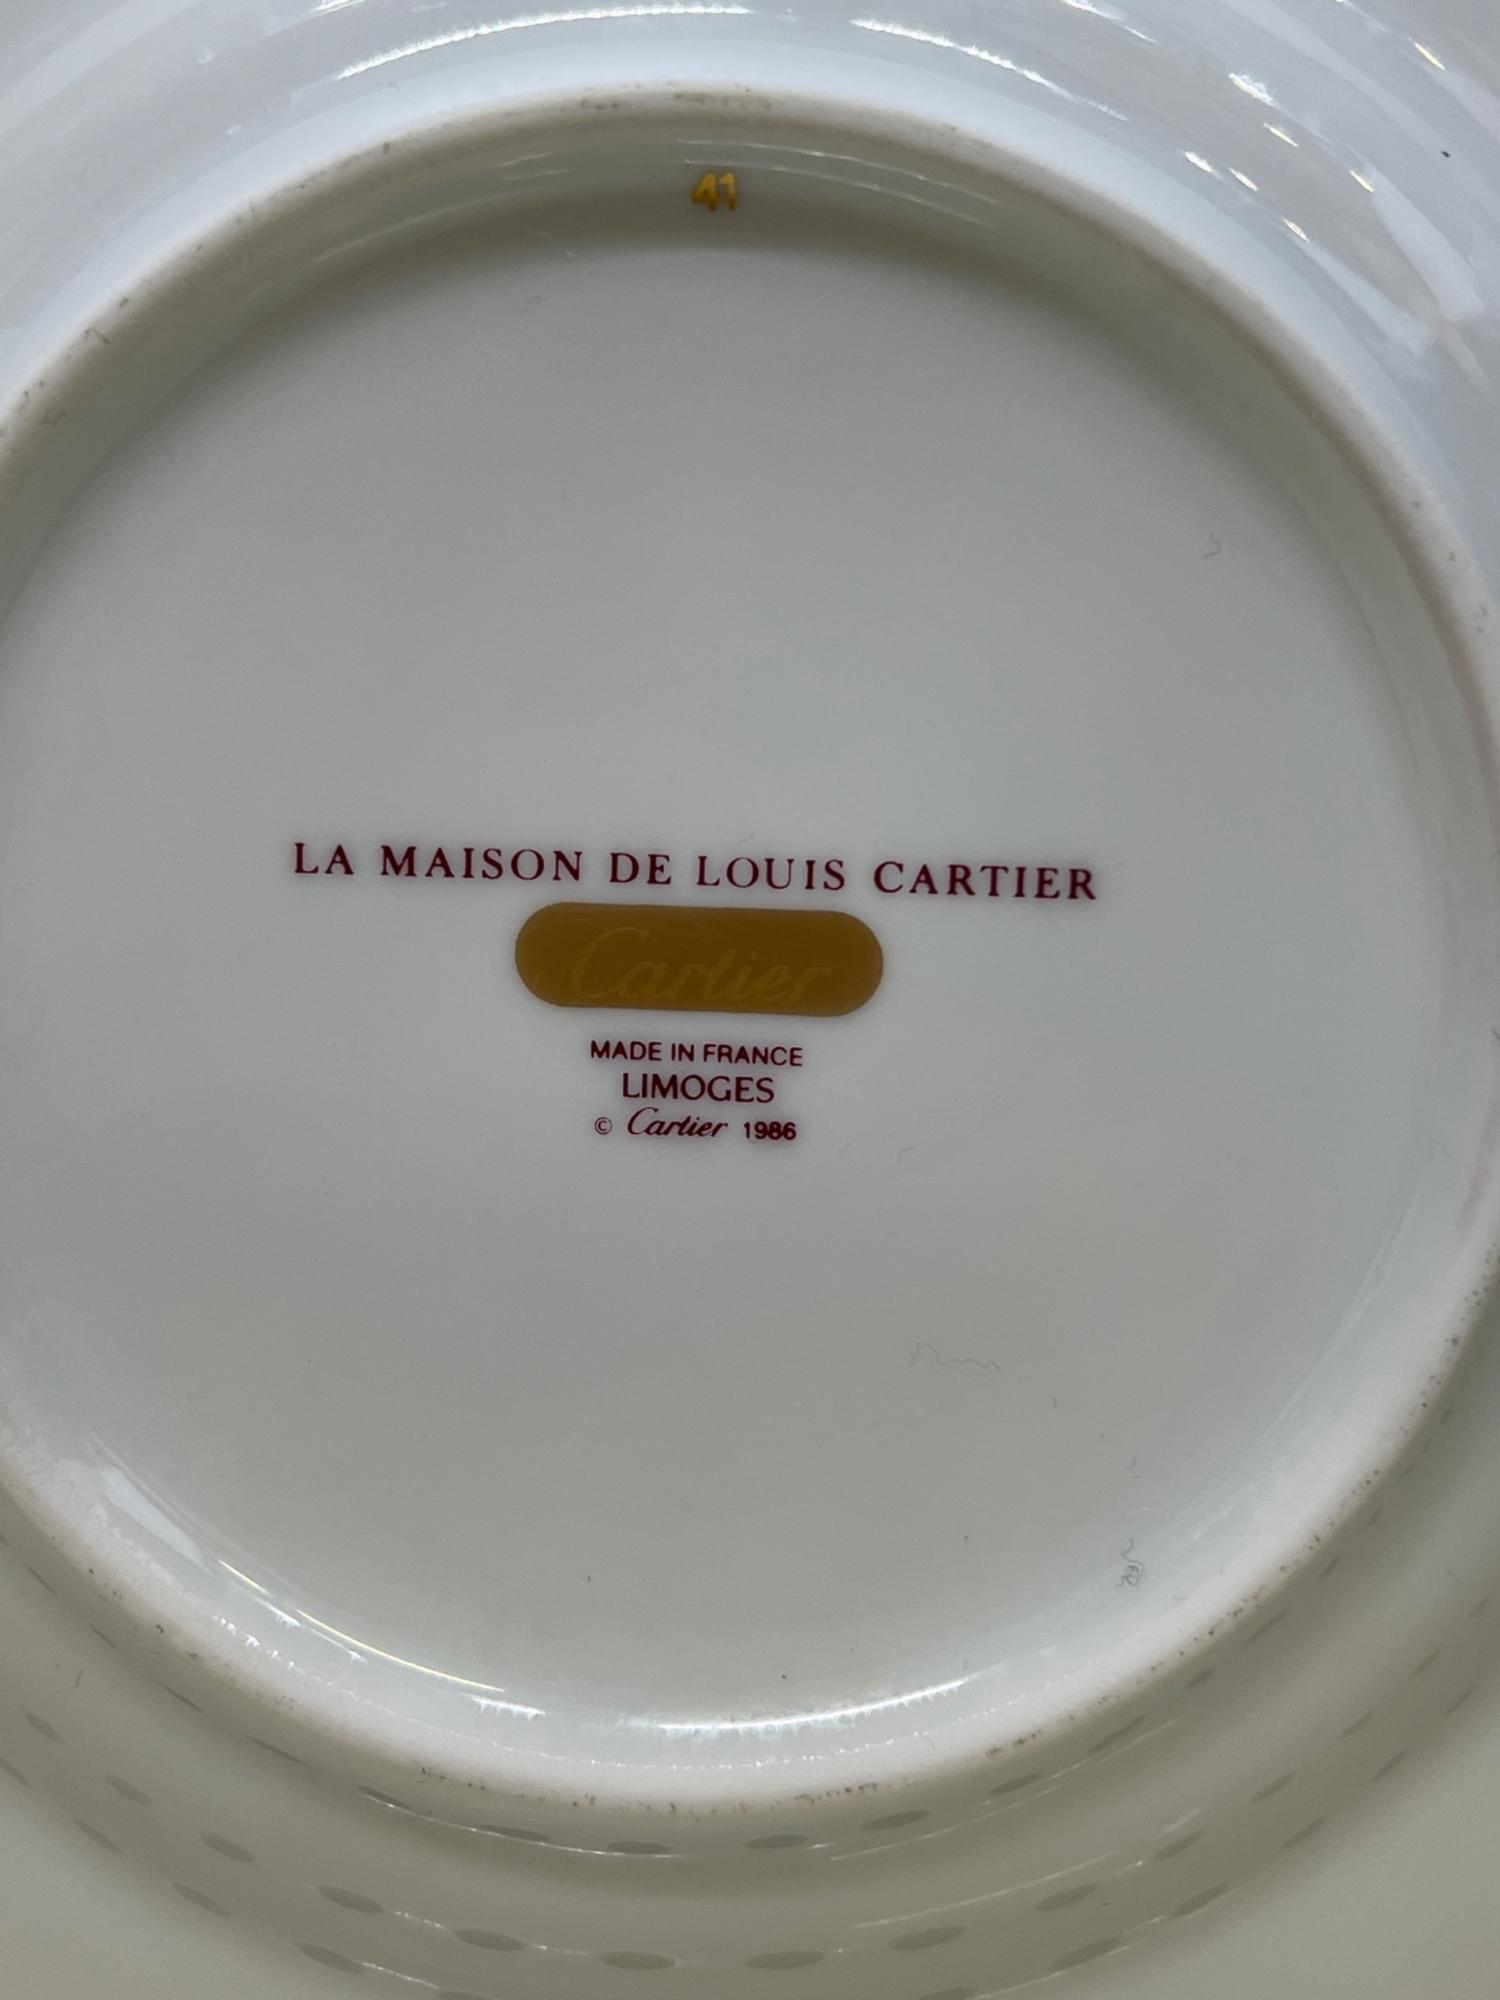 41
LA MAISON DE LOUIS CARTIER
Cartier
MADE IN FRANCE
LIMOGES
© Cartier 1986